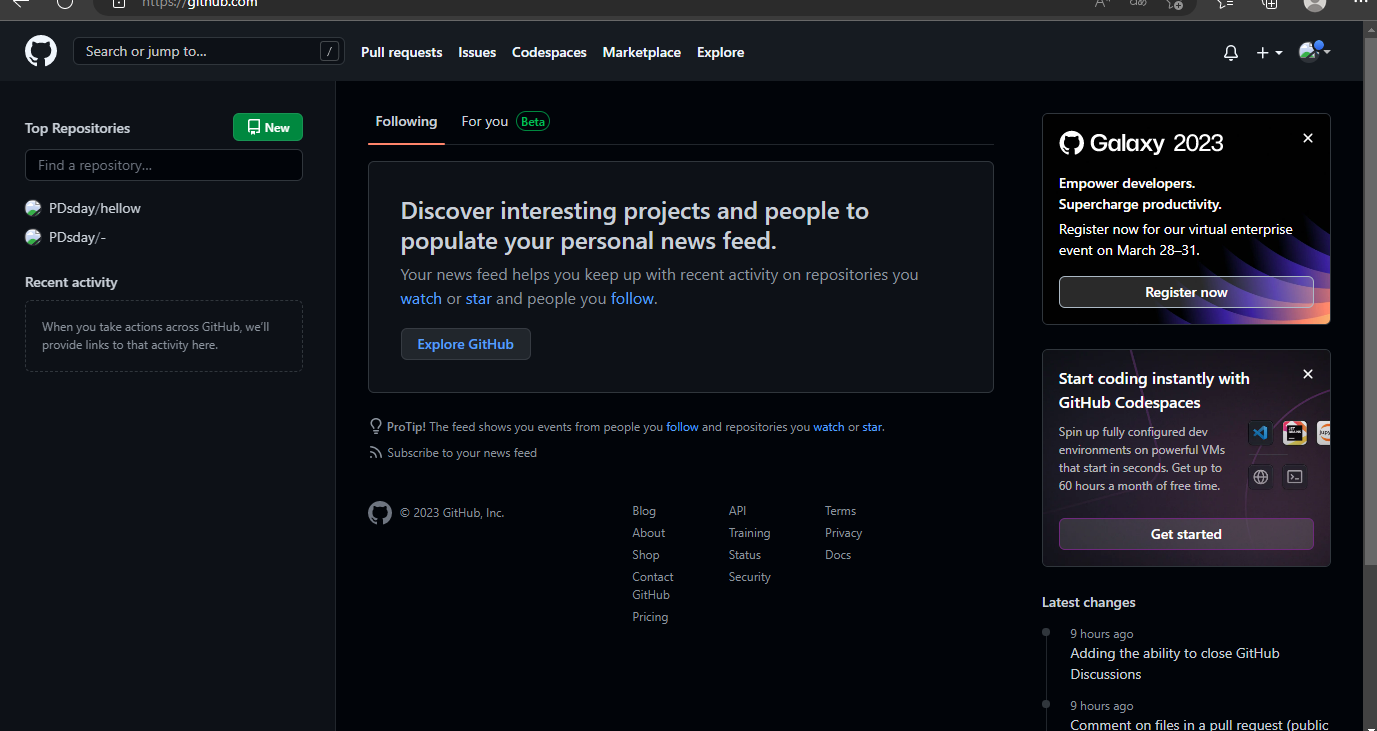 https://github.com
Search or jump to...
/
Pull requests
Issues
Codespaces
Marketplace
Explore
Top Repositories
New
Find a repository...
PDsday/hellow
PDsday/-
Recent activity
When you take actions across GitHub, we'll
provide links to that activity here.
Following
For you
Beta
Discover interesting projects and people to
populate your personal news feed.
Your news feed helps you keep up with recent activity on repositories you
watch or star and people you follow.
Explore GitHub
ProTip! The feed shows you events from people you follow and repositories you watch or star.
Subscribe to your news feed
© 2023 GitHub, Inc.
Blog
About
Shop
Contact
GitHub
Pricing
API
Training
Status
Security
Terms
Privacy
Docs
Galaxy 2023
Empower developers.
Supercharge productivity.
Register now for our virtual enterprise
event on March 28–31.
Register now
Start coding instantly with
GitHub Codespaces
Spin up fully configured dev
environments on powerful VMs
that start in seconds. Get up to
60 hours a month of free time.
Get started
Latest changes
9 hours ago
Adding the ability to close GitHub
Discussions
9 hours ago
Comment on files in a pull request (public